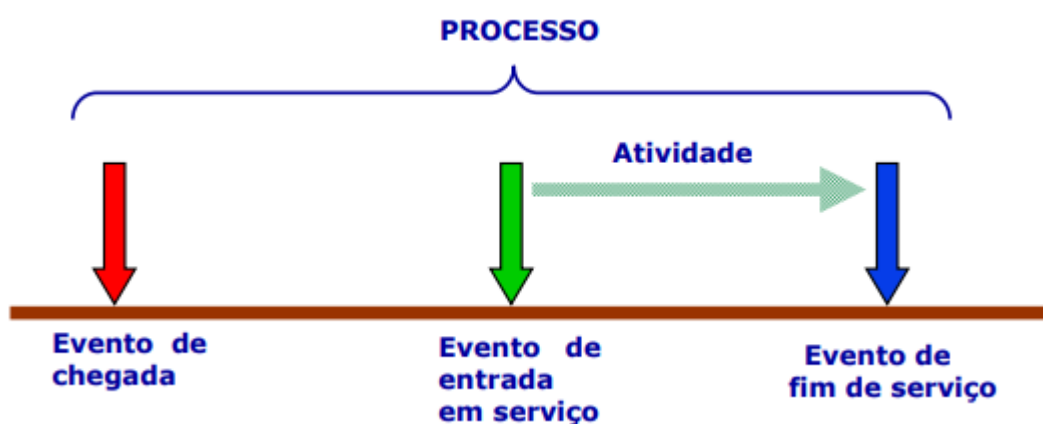 PROCESSO
Atividade
Evento de
chegada
Evento de
entrada
em serviço
Evento de
fim de serviço